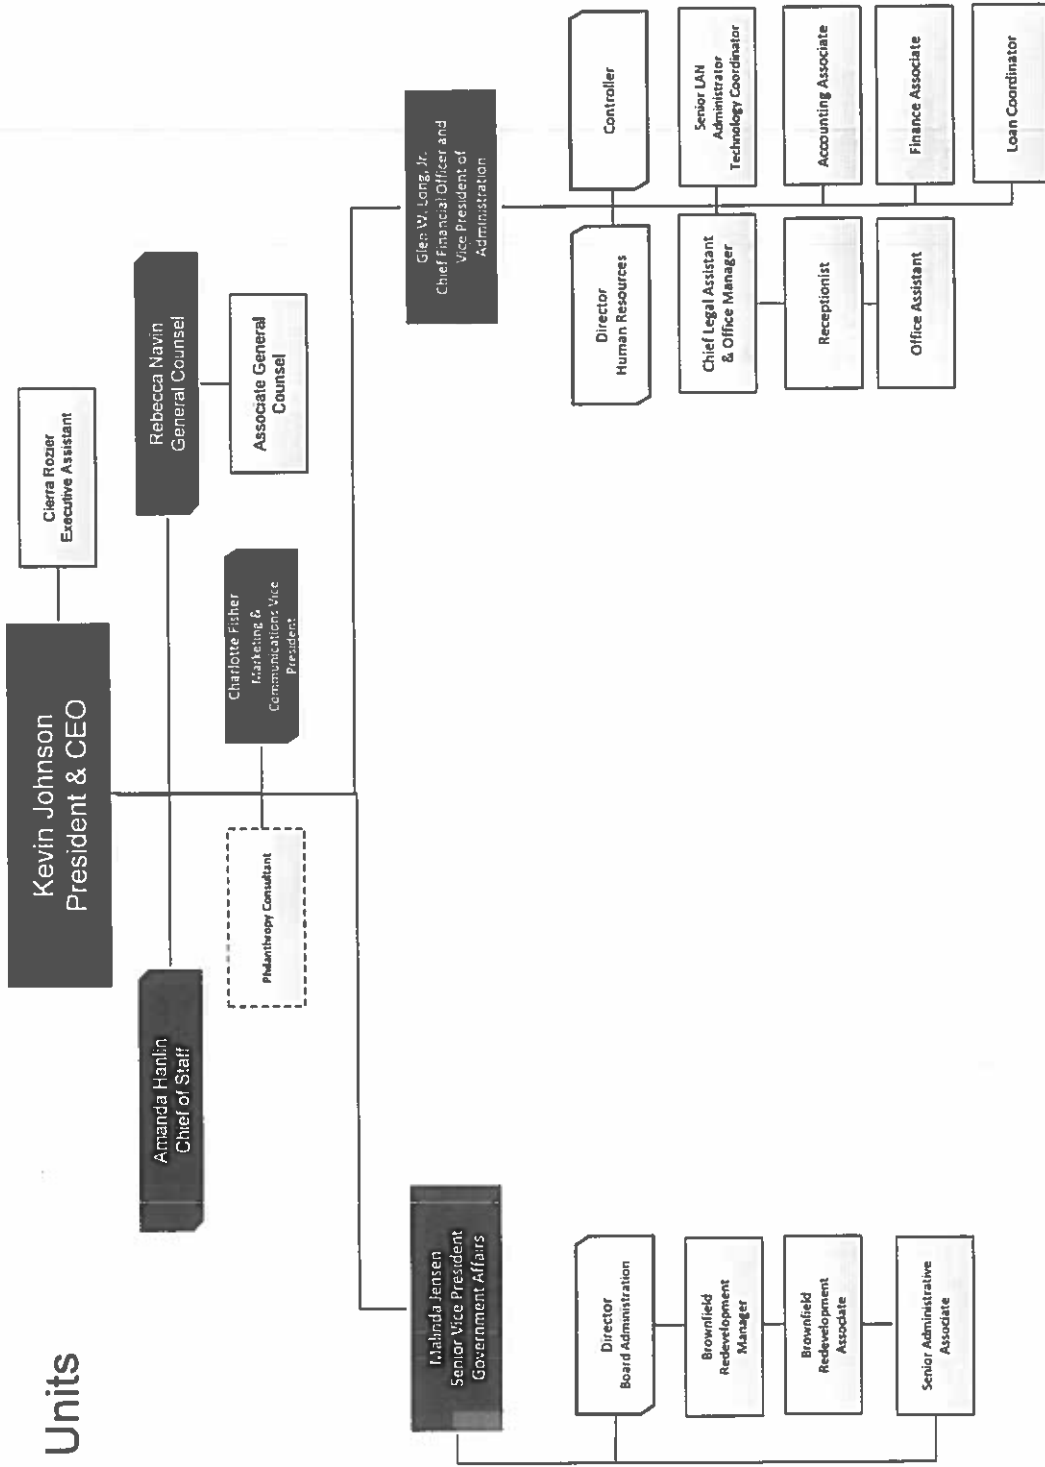 Units
Kevin Johnson
President & CEO
Cierra Rozier
Executive Assistant
Amanda Hanlin
Chief of Staff
Rebecca Navin
General Counsel
Philanthropy Consultant
Charlotte Fisher
Marketing &
Communications Vice
President
Associate General
Counsel
Malinda Jensen
Senior Vice President
Government Affairs
Glen W. Long, Jr.
Chief Financial Officer and
Vice President of
Administration
Director
Board Administration
Brownfield
Redevelopment
Manager
Brownfield
Redevelopment
Associate
Senior Administrative
Associate
Director
Human Resources
Controller
Chief Legal Assistant
& Office Manager
Senior LAN
Administrator
Technology Coordinator
Receptionist
Accounting Associate
Office Assistant
Finance Associate
Loan Coordinator